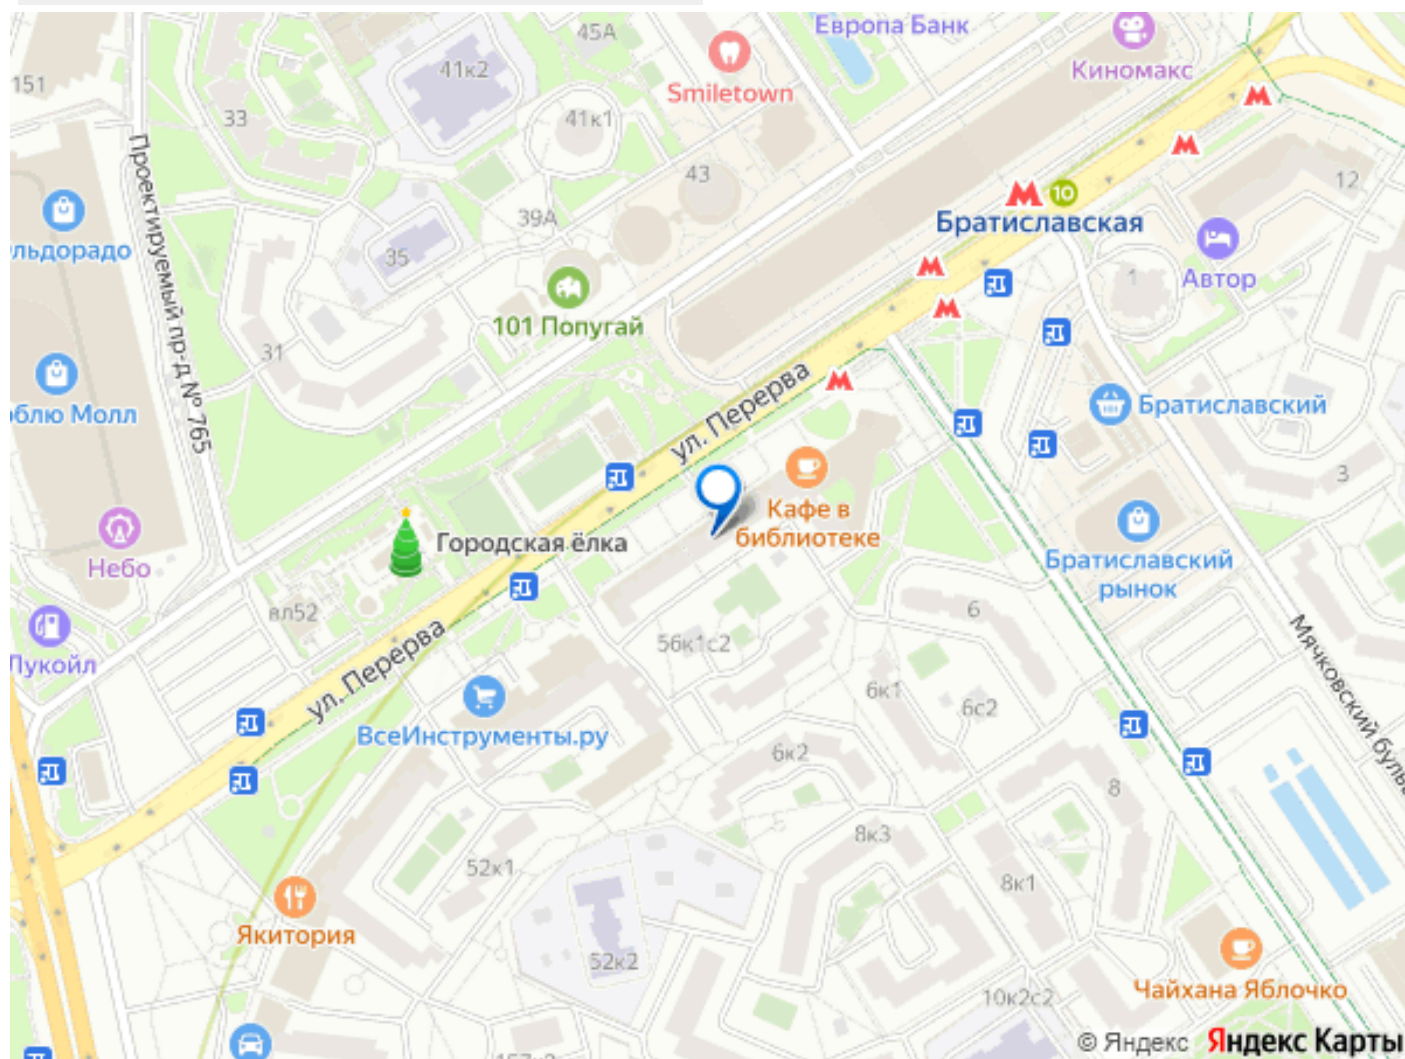 Европа Банк
45А
Киномакс
41к2
Smiletown
151
33
41к1
Проектируемый пр-д № 765
43
12
10
39А
Братиславская
льдорадо
35
Автор
1
101 Попугай
31
ул. Перерва
облю Молл
Братиславский
3
Кафе в
библиотеке
Городская ёлка
Небо
Братиславский
рынок
вл52
6
Лукойл
ул. Перерва
56к1с2
Мячковский буль
6к1
6с2
ВсеИнструменты.ру
6к2
8
8к3
52к1
8к1
Якитория
52к2
10к2с2
Чайхана Яблочко
© Яндекс Яндекс Карты